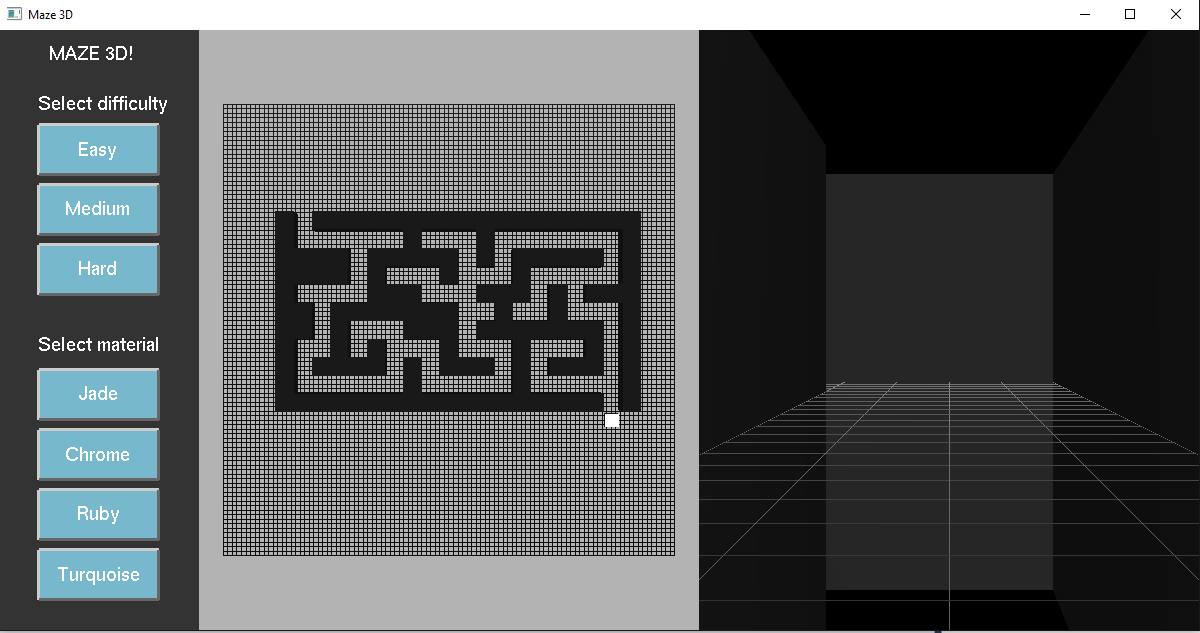 Maze 3D
MAZE 3D!
Select difficulty
Easy
Medium
Hard
Select material
Jade
Chrome
Ruby
Turquoise